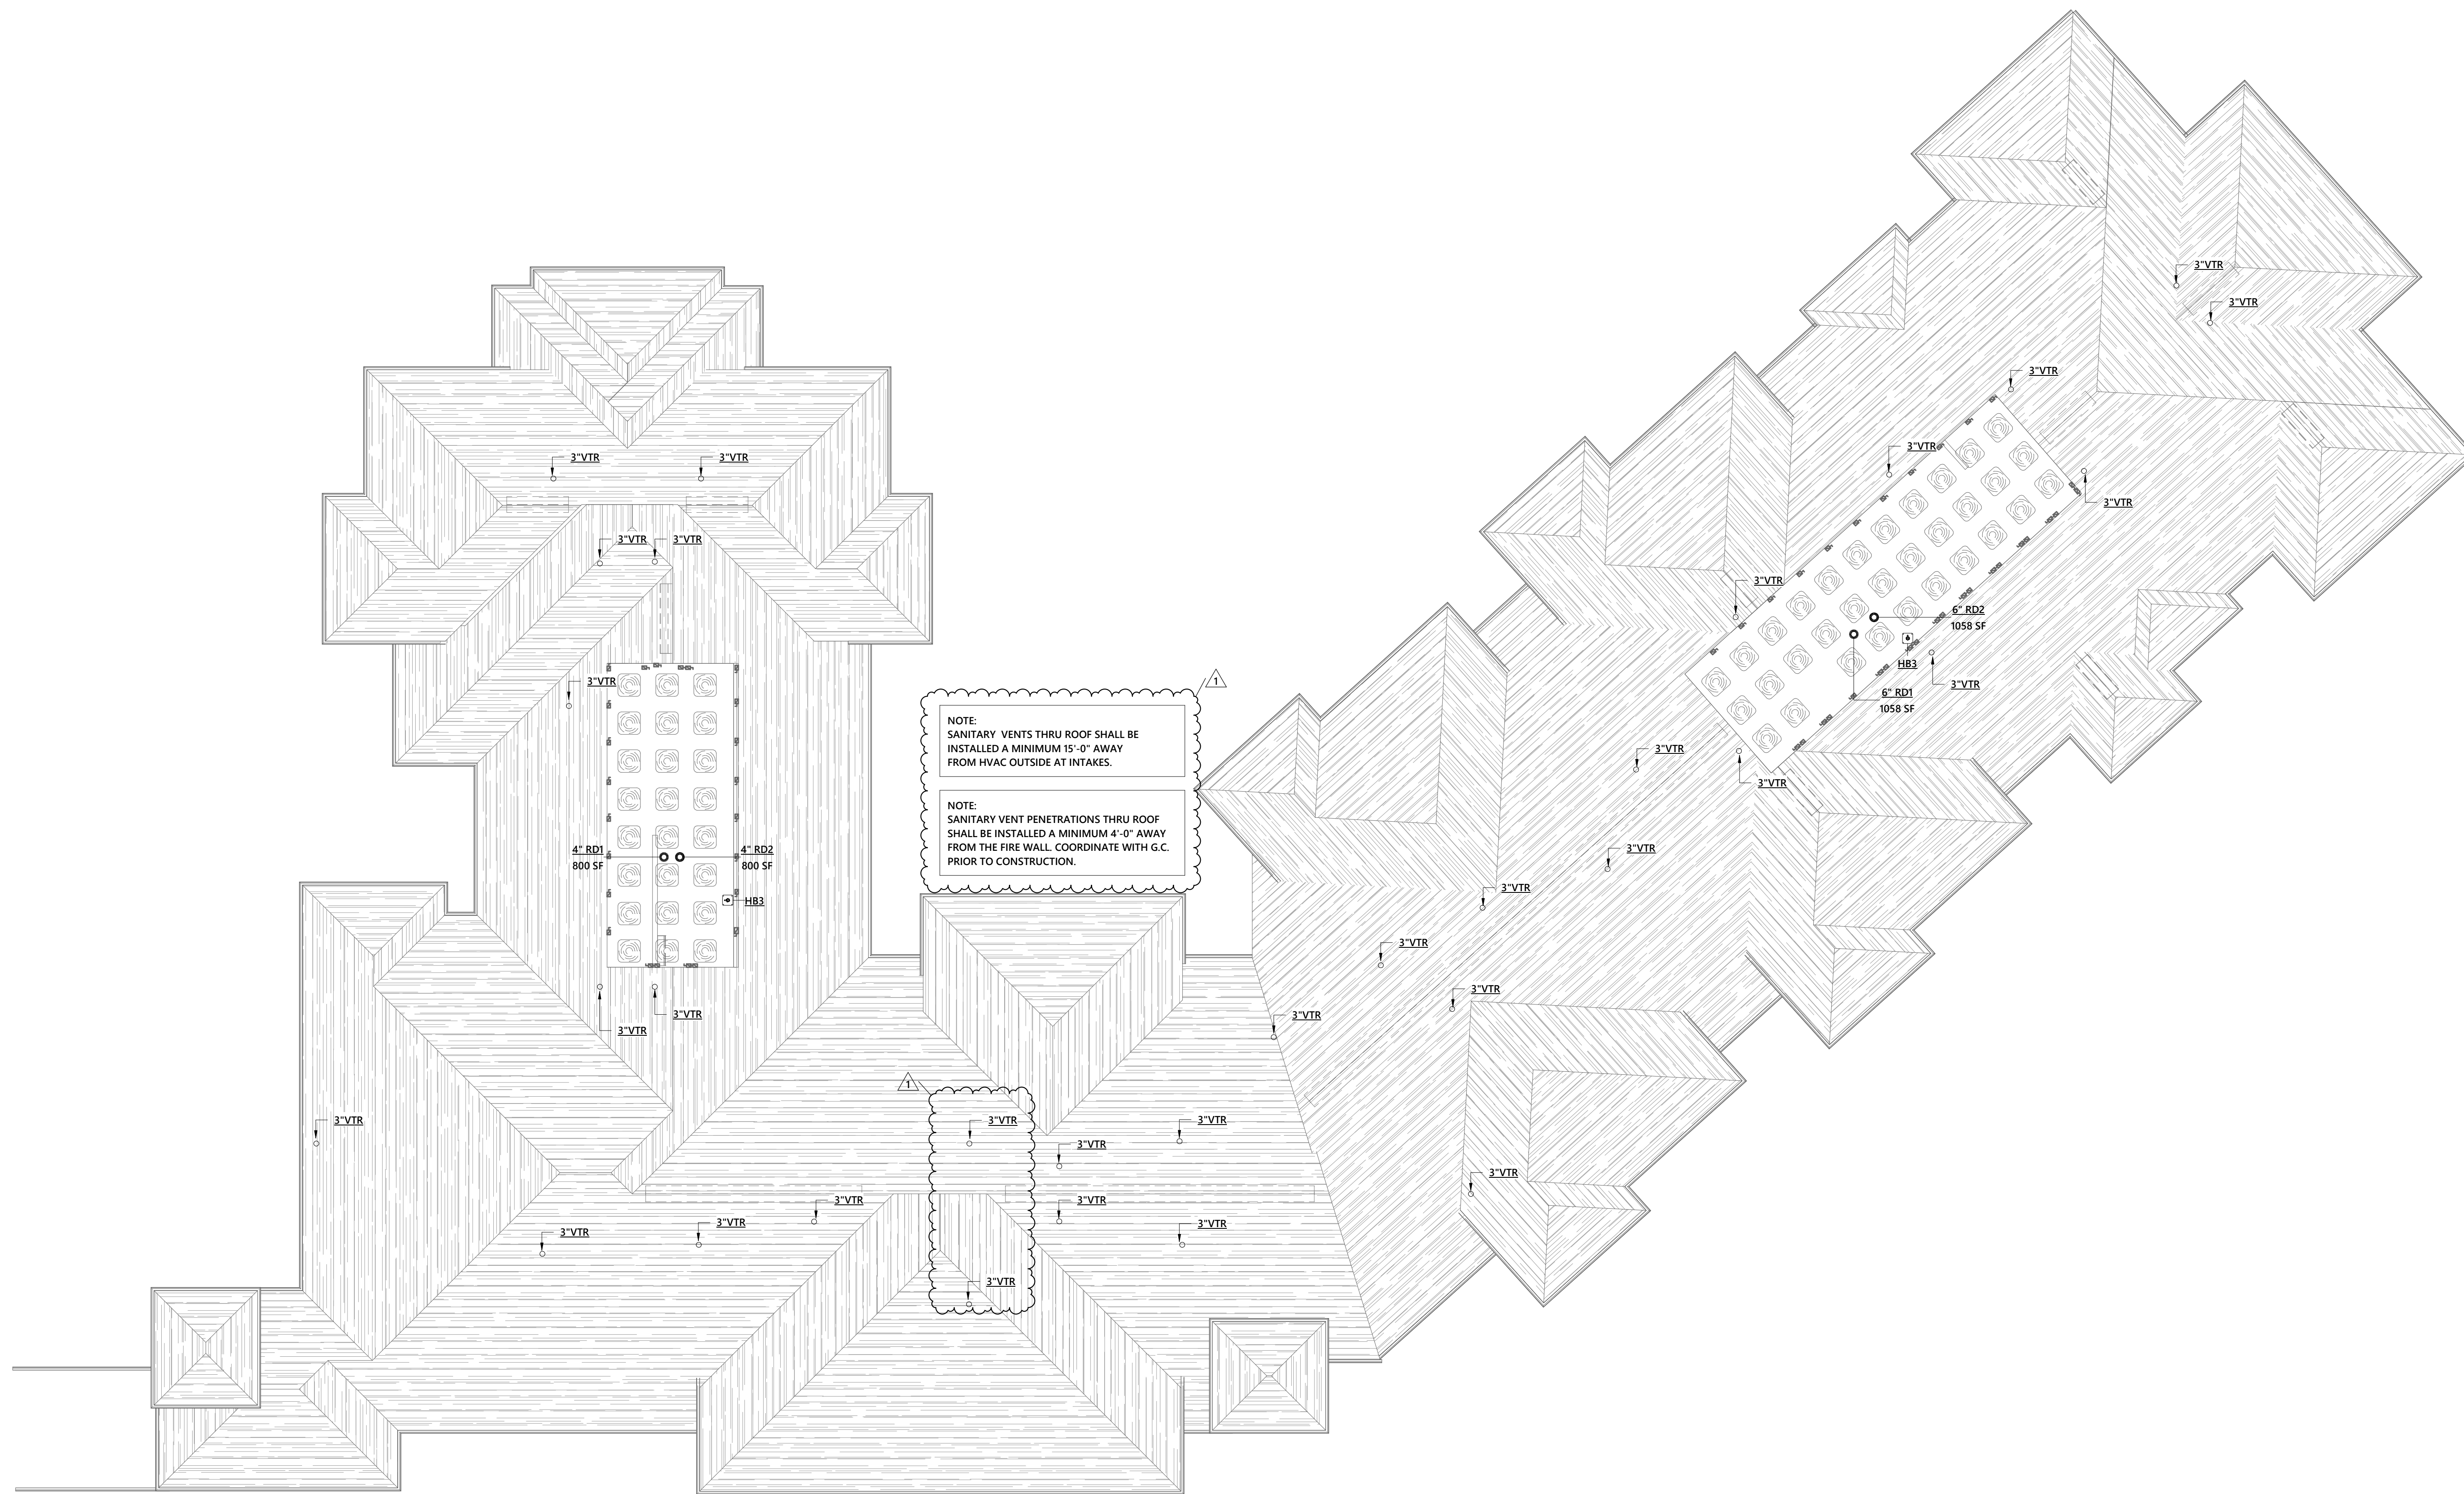 3"VTR
3"VTR
3"VTR
3"VTR
3"VTR
3"VTR
3"VTR
3"VTR
3"VTR
3"VTR
6" RD2
1058 SF
HB3
6" RD1
1058 SF
3"VTR
3"VTR
3"VTR
3"VTR
1
NOTE:
SANITARY VENTS THRU ROOF SHALL BE
INSTALLED A MINIMUM 15'-0" AWAY
FROM HVAC OUTSIDE AT INTAKES.
NOTE:
SANITARY VENT PENETRATIONS THRU ROOF
SHALL BE INSTALLED A MINIMUM 4'-0" AWAY
FROM THE FIRE WALL. COORDINATE WITH G.C.
PRIOR TO CONSTRUCTION.
4" RD1
800 SF
4" RD2
800 SF
HB3
3"VTR
3"VTR
3"VTR
3"VTR
3"VTR
3"VTR
3"VTR
3"VTR
1
3"VTR
3"VTR
3"VTR
3"VTR
3"VTR
3"VTR
3"VTR
3"VTR
3"VTR
3"VTR
3"VTR